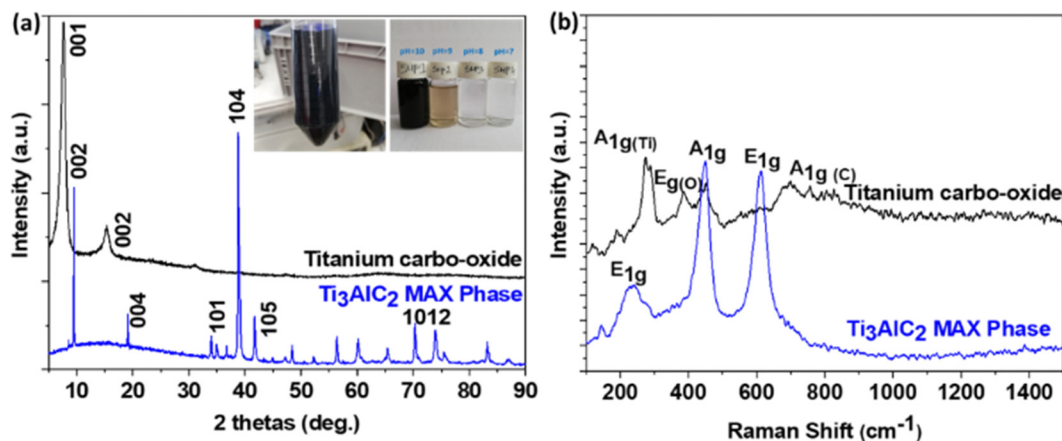 (a)
001
002
104
002
004
101
105
1012
pH=10 pH=9 pH=8 pH=7
Sup1 Sup2 Sup3
Titanium carbo-oxide
Ti3AlC2 MAX Phase
Intensity (a.u.)
10 20 30 40 50 60 70 80 90
2 thetas (deg.)
(b)
A1g(Ti)
Eg(O)
A1g
E1g
A1g (C)
Titanium carbo-oxide
E1g
Ti3AlC2 MAX Phase
Intensity (a.u.)
200 400 600 800 1000 1200 1400
Raman Shift (cm-1)